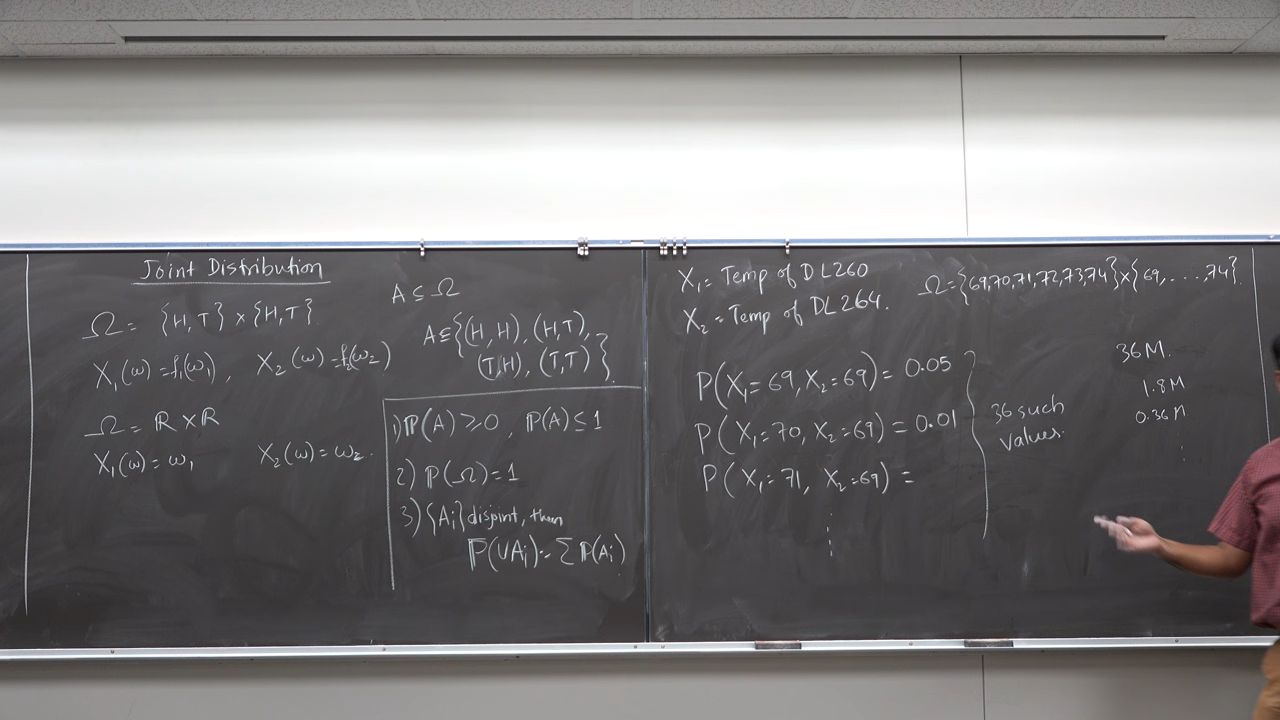 Joint Distribution
Ω = {H,T} × {H,T}
X₁(ω) = f₁(ω₁), X₂(ω) = f₂(ω₂)
Ω = ℝ × ℝ
X₁(ω) = ω₁ X₂(ω) = ω₂.
A ⊆ Ω
A ⊆ {(H,H), (H,T),
(T,H), (T,T)}
1) ℙ(A) ≥ 0, ℙ(A) ≤ 1
2) ℙ(Ω) = 1
3) {Aᵢ} disjoint, then
ℙ(∪Aᵢ) = Σ ℙ(Aᵢ)
X₁ = Temp of DL260
X₂ = Temp of DL264.
Ω = {69,70,71,72,73,74} × {69, ....., 74}
P(X₁ = 69, X₂ = 69) = 0.05
P(X₁ = 70, X₂ = 69) = 0.01
P(X₁ = 71, X₂ = 69) =
⋮
36 such
values.
36 M.
1.8 M
0.36 M
⋮